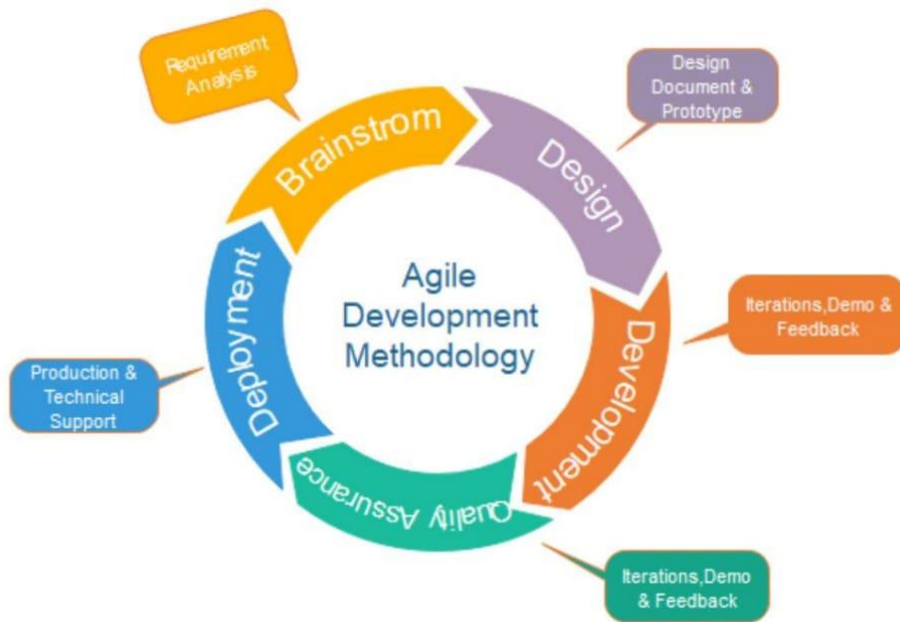 Requirement
Analysis
Brainstrom
Design
Document &
Prototype
Design
Agile
Development
Methodology
Iterations,Demo &
Feedback
Development
Production &
Technical
Support
Deployment
Quality Assurance
Iterations,Demo
& Feedback